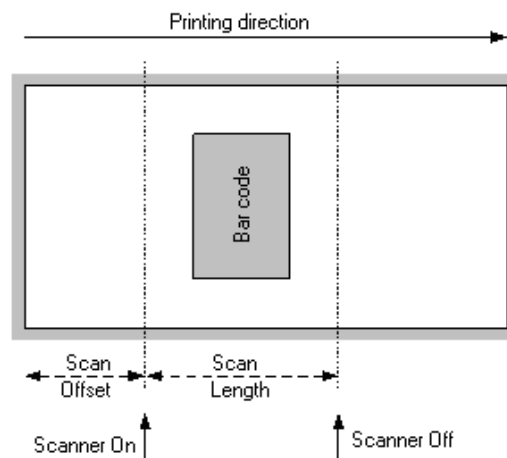 Printing direction
Bar code
Scan Scan
Offset Length
Scanner On Scanner Off